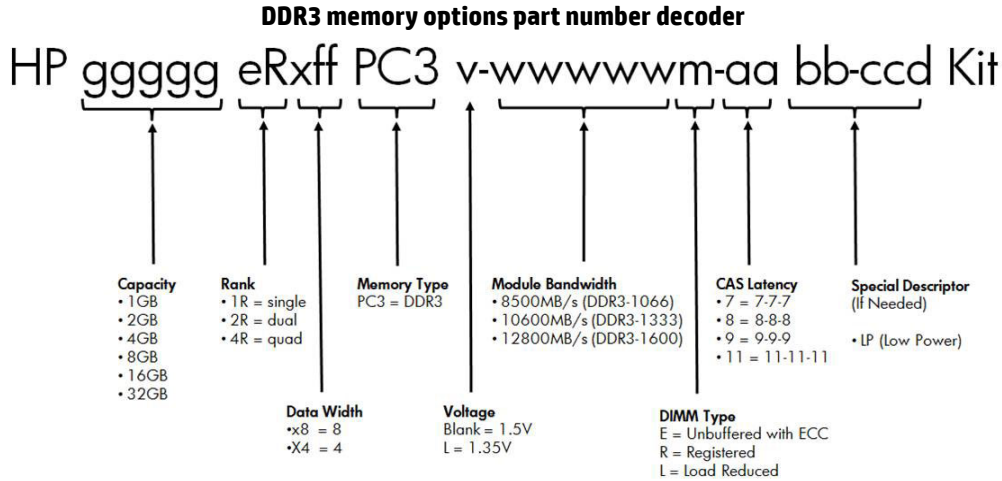 DDR3 memory options part number decoder
HP ggggg eRxff PC3 v-wwwwwm-aa bb-ccd Kit
Capacity
• 1GB
• 2GB
• 4GB
• 8GB
• 16GB
• 32GB
Rank
• 1R = single
• 2R = dual
• 4R = quad
Memory Type
PC3 = DDR3
Module Bandwidth
• 8500MB/s (DDR3-1066)
• 10600MB/s (DDR3-1333)
• 12800MB/s (DDR3-1600)
CAS Latency
• 7 = 7-7-7
• 8 = 8-8-8
• 9 = 9-9-9
• 11 = 11-11-11
Special Descriptor
(If Needed)
• LP (Low Power)
Data Width
•x8 = 8
•X4 = 4
Voltage
Blank = 1.5V
L = 1.35V
DIMM Type
E = Unbuffered with ECC
R = Registered
L = Load Reduced